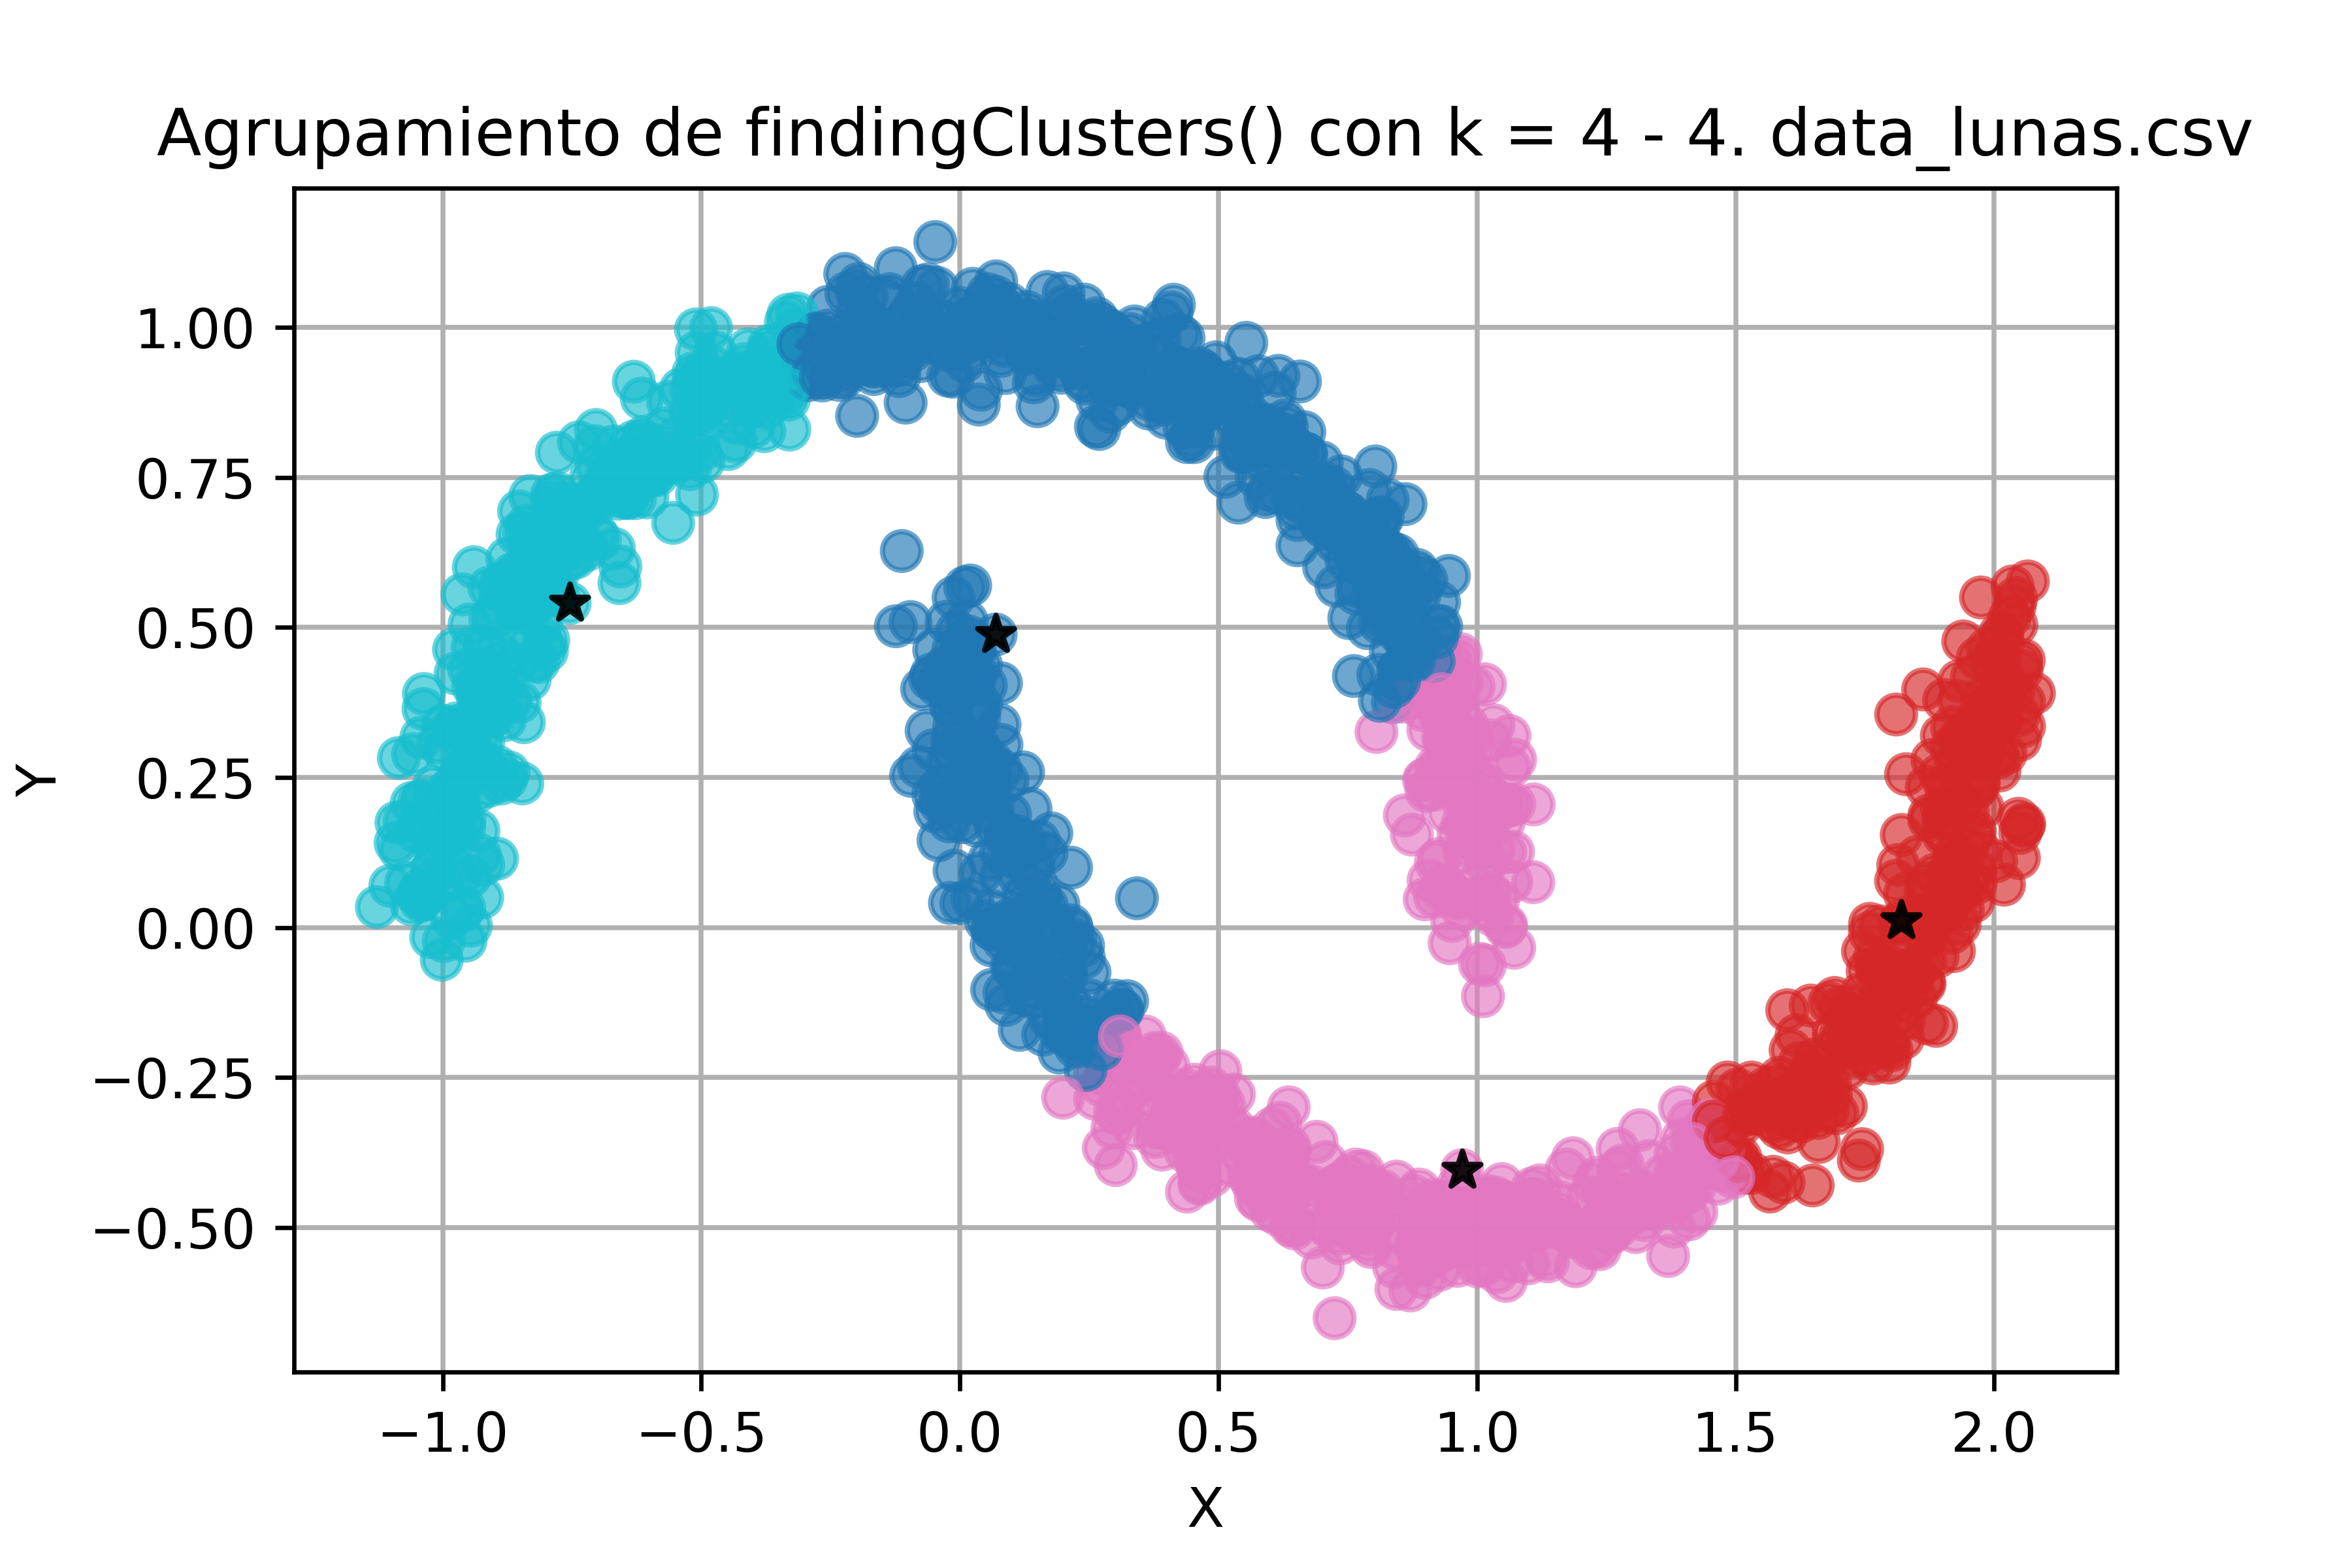 Agrupamiento de findingClusters() con k = 4 - 4. data_lunas.csv
Y
1.00
0.75
0.50
0.25
0.00
−0.25
−0.50
−1.0 −0.5 0.0 0.5 1.0 1.5 2.0
X